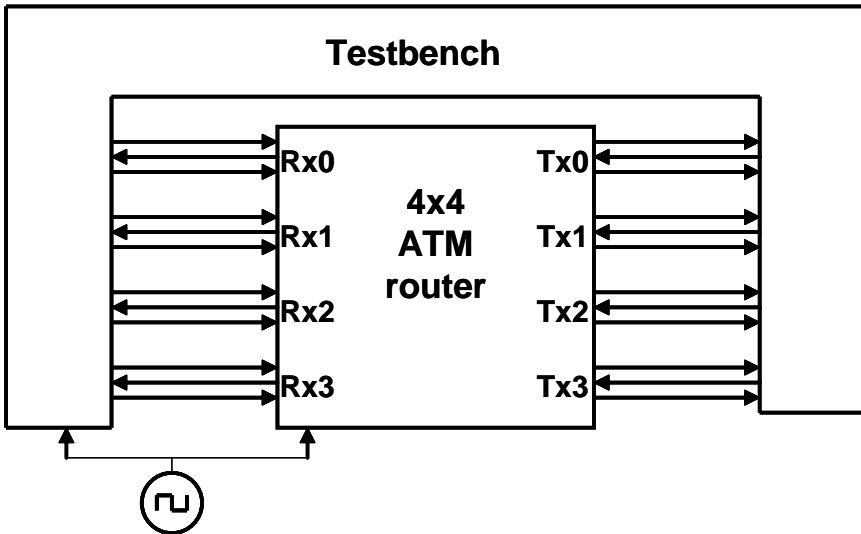 Testbench
Rx0
Rx1
Rx2
Rx3
4x4
ATM
router
Tx0
Tx1
Tx2
Tx3